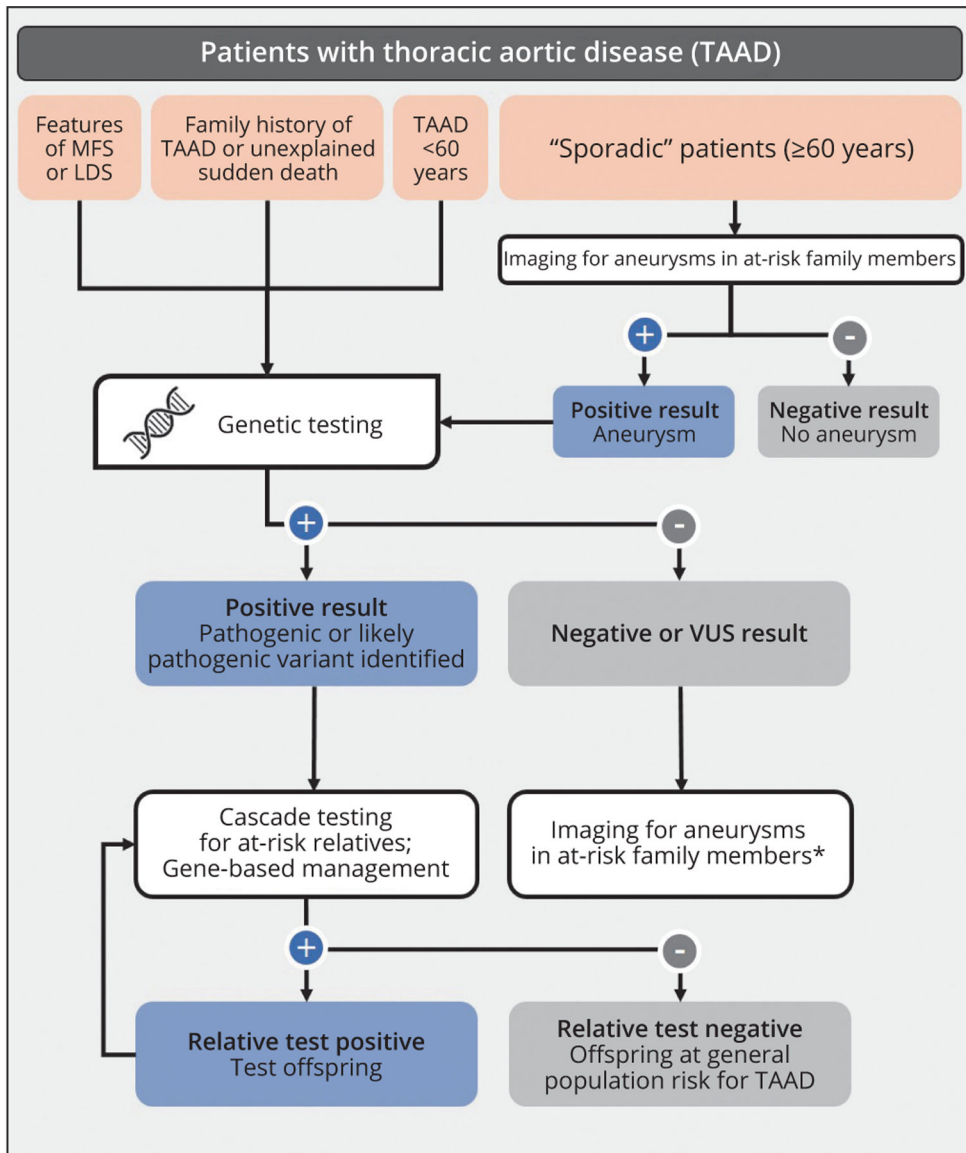 Patients with thoracic aortic disease (TAAD)
Features
of MFS
or LDS
Family history of
TAAD or unexplained
sudden death
TAAD
<60
years
“Sporadic” patients (≥60 years)
Imaging for aneurysms in at-risk family members
+
-
Positive result
Aneurysm
Negative result
No aneurysm
Genetic testing
+
-
Positive result
Pathogenic or likely
pathogenic variant identified
Negative or VUS result
Cascade testing
for at-risk relatives;
Gene-based management
Imaging for aneurysms
in at-risk family members*
+
-
Relative test positive
Test offspring
Relative test negative
Offspring at general
population risk for TAAD